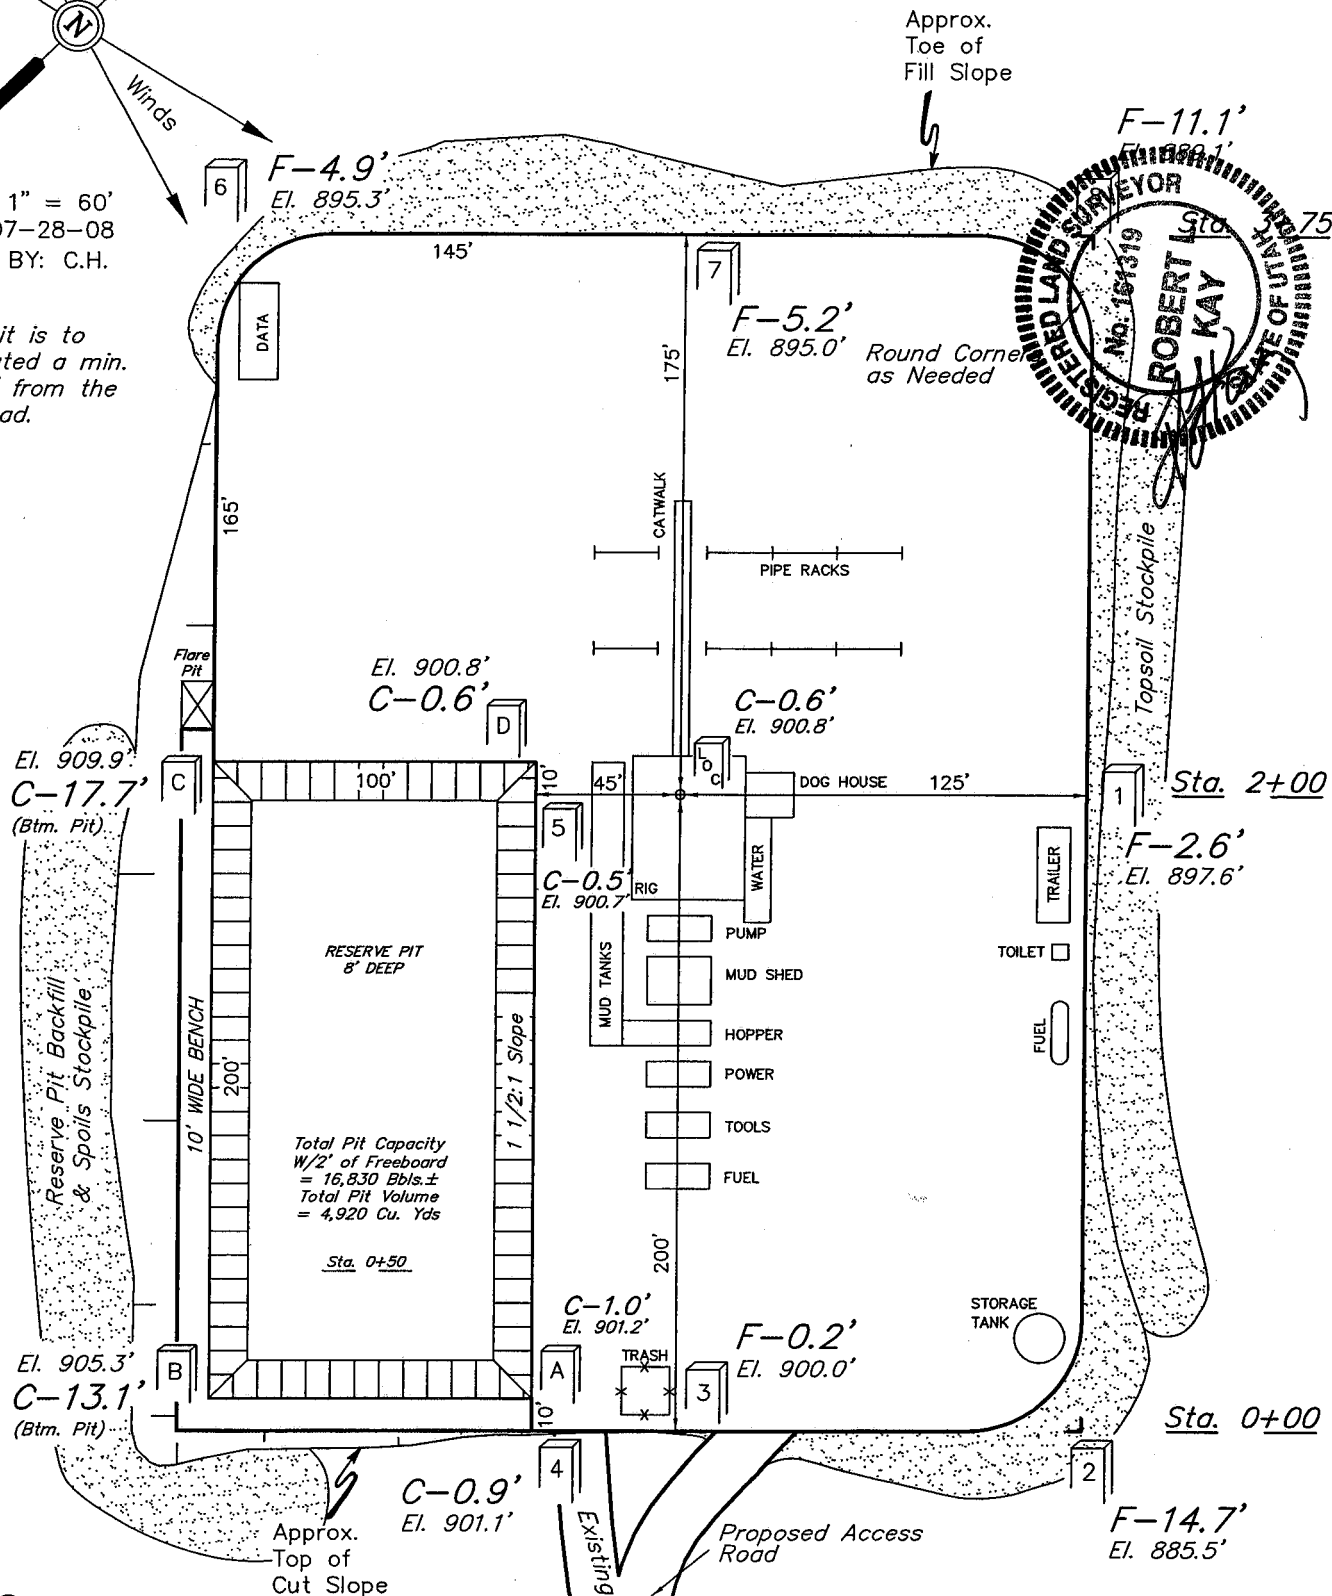 N
Winds
Approx.
Toe of
Fill Slope
F-11.1'
Sta. 75
6
F-4.9'
El. 895.3'
1" = 60'
07-28-08
BY: C.H.
REGISTERED LAND SURVEYOR
No. 161319
ROBERT L.
KAY
STATE OF UTAH
145'
7
F-5.2'
El. 895.0'
DATA
175'
Round Corners
as Needed
it is to
a min.
from the
165'
CATWALK
PIPE RACKS
Topsoil Stockpile
Flare
Pit
El. 900.8'
C-0.6'
D
C-0.6'
El. 900.8'
LOC
El. 909.9'
C-17.7'
(Btm. Pit)
C
100'
10'
45'
DOG HOUSE
125'
1
Sta. 2+00
5
F-2.6'
El. 897.6'
C-0.5'
El. 900.7'
RIG
WATER
TRAILER
PUMP
TOILET
RESERVE PIT
8' DEEP
MUD SHED
MUD TANKS
HOPPER
FUEL
Reserve Pit Backfill
& Spoils Stockpile
10' WIDE BENCH
200'
1 1/2:1 Slope
POWER
TOOLS
FUEL
Total Pit Capacity
W/2' of Freeboard
= 16,830 Bbls.±
Total Pit Volume
= 4,920 Cu. Yds
Sta. 0+50
200'
C-1.0'
El. 901.2'
TRASH
F-0.2'
El. 900.0'
STORAGE
TANK
El. 905.3'
C-13.1'
(Btm. Pit)
B
A
3
10'
Sta. 0+00
4
2
C-0.9'
El. 901.1'
F-14.7'
El. 885.5'
Approx.
Top of
Cut Slope
Existing
Proposed Access
Road